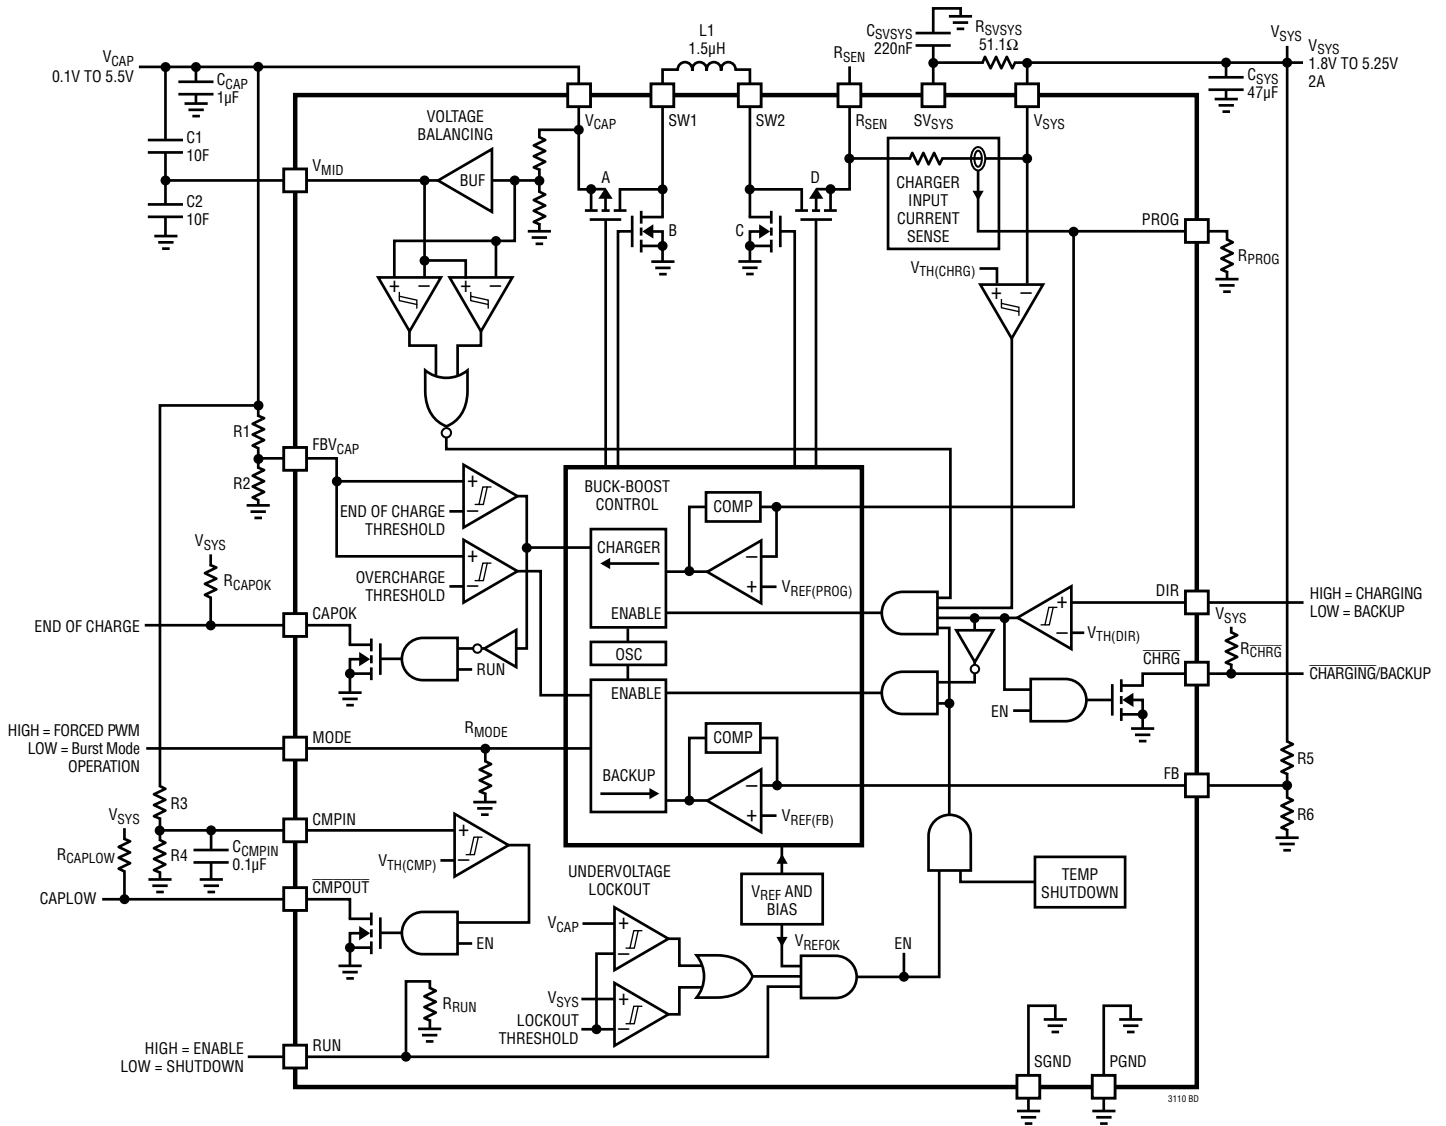 L1
1.5μH
CSVSYS
220nF
RSVSYS
51.1Ω
VSYS
VSYS
1.8V TO 5.25V
2A
CSYS
47μF
RSEN
VCAP
0.1V TO 5.5V
CCAP
1μF
C1
10F
C2
10F
VOLTAGE
BALANCING
VCAP
SW1
SW2
RSEN
SVSYS
VSYS
VMID
BUF
A
B
C
D
CHARGER
INPUT
CURRENT
SENSE
PROG
RPROG
VTH(CHRG)
+ −
+ −
+ −
R1
R2
FBVCAP
+
−
END OF CHARGE
THRESHOLD
+
−
OVERCHARGE
THRESHOLD
VSYS
RCAPOK
CAPOK
END OF CHARGE
RUN
BUCK-BOOST
CONTROL
COMP
CHARGER
−
+
VREF(PROG)
ENABLE
OSC
ENABLE
COMP
BACKUP
−
+
VREF(FB)
DIR
HIGH = CHARGING
LOW = BACKUP
+
−
VTH(DIR)
VSYS
R\overline{CHRG}
\overline{CHRG}
\overline{CHARGING}/BACKUP
EN
HIGH = FORCED PWM
LOW = Burst Mode
OPERATION
MODE
RMODE
FB
R5
R6
R3
R4
VSYS
RCAPLOW
CMPIN
CCMPIN
0.1μF
+
−
VTH(CMP)
\overline{CMPOUT}
CAPLOW
EN
UNDERVOLTAGE
LOCKOUT
VREF AND
BIAS
TEMP
SHUTDOWN
VCAP
+
−
VREFOK
EN
VSYS
+
−
LOCKOUT
THRESHOLD
RRUN
RUN
HIGH = ENABLE
LOW = SHUTDOWN
SGND
PGND
3110 BD